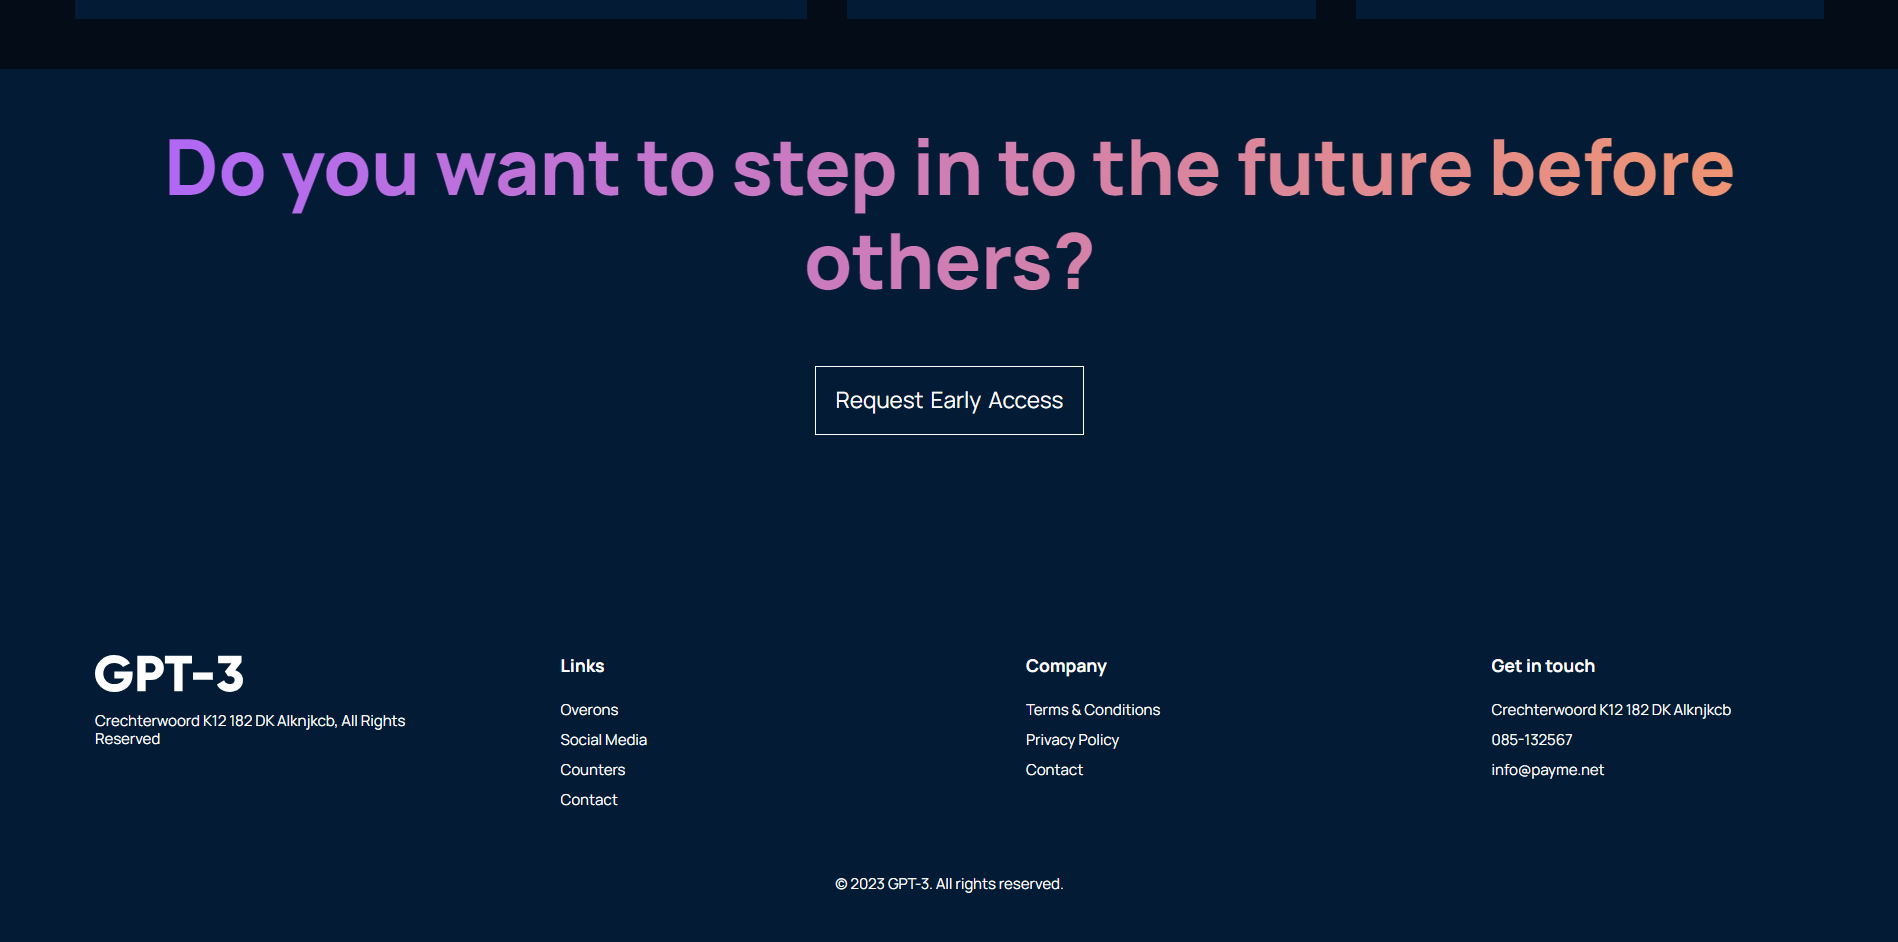 Do you want to step in to the future before
others?
Request Early Access
GPT-3
Crechterwoord K12 182 DK Alknjkcb, All Rights
Reserved
Links
Overons
Social Media
Counters
Contact
Company
Terms & Conditions
Privacy Policy
Contact
Get in touch
Crechterwoord K12 182 DK Alknjkcb
085-132567
info@payme.net
© 2023 GPT-3. All rights reserved.